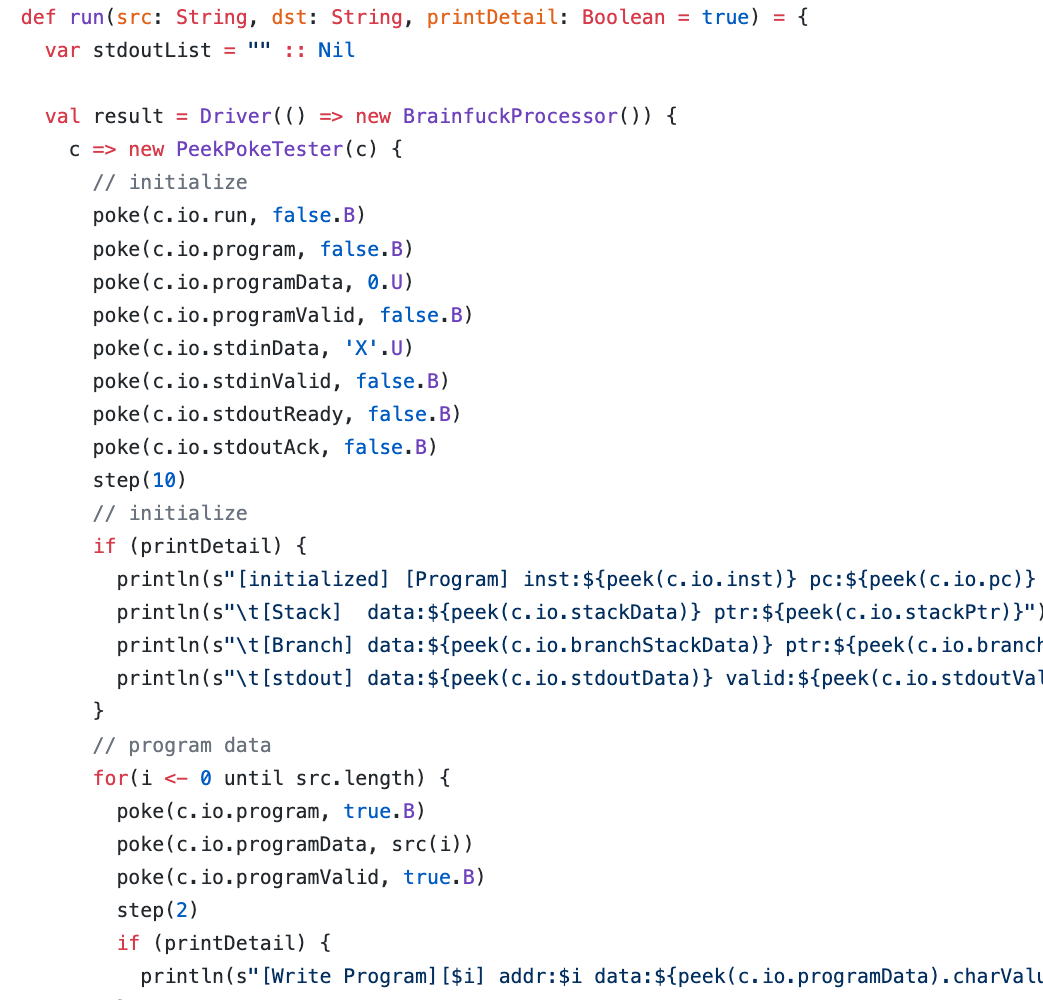 def run(src: String, dst: String, printDetail: Boolean = true) = {
  var stdoutList = "" :: Nil

  val result = Driver(() => new BrainfuckProcessor()) {
    c => new PeekPokeTester(c) {
      // initialize
      poke(c.io.run, false.B)
      poke(c.io.program, false.B)
      poke(c.io.programData, 0.U)
      poke(c.io.programValid, false.B)
      poke(c.io.stdinData, 'X'.U)
      poke(c.io.stdinValid, false.B)
      poke(c.io.stdoutReady, false.B)
      poke(c.io.stdoutAck, false.B)
      step(10)
      // initialize
      if (printDetail) {
        println(s"[initialized] [Program] inst:${peek(c.io.inst)} pc:${peek(c.io.pc)}
        println(s"\t[Stack]  data:${peek(c.io.stackData)} ptr:${peek(c.io.stackPtr)}")
        println(s"\t[Branch] data:${peek(c.io.branchStackData)} ptr:${peek(c.io.branch
        println(s"\t[stdout] data:${peek(c.io.stdoutData)} valid:${peek(c.io.stdoutVal
      }
      // program data
      for(i <- 0 until src.length) {
        poke(c.io.program, true.B)
        poke(c.io.programData, src(i))
        poke(c.io.programValid, true.B)
        step(2)
        if (printDetail) {
          println(s"[Write Program][$i] addr:$i data:${peek(c.io.programData).charValu